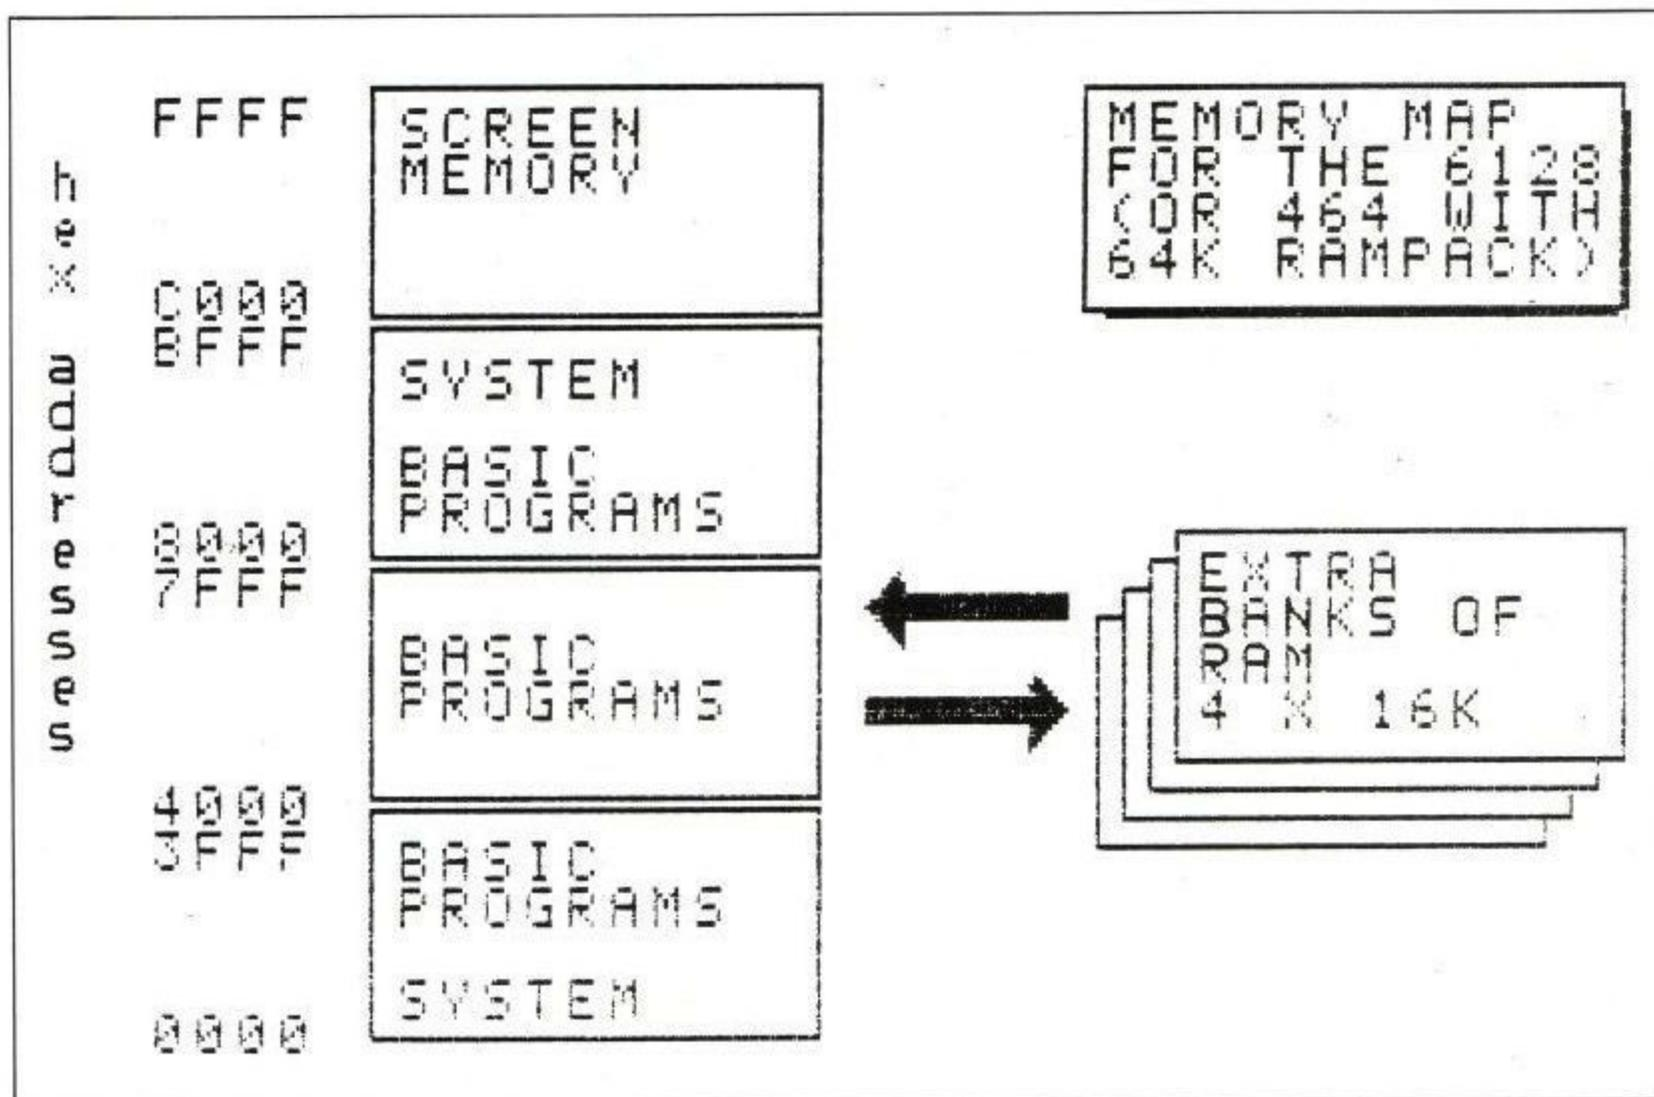 hex addresses
FFFF
C000
BFFF
8000
7FFF
4000
3FFF
0000
SCREEN
MEMORY
SYSTEM
BASIC
PROGRAMS
BASIC
PROGRAMS
BASIC
PROGRAMS
SYSTEM
MEMORY MAP
FOR THE 6128
(OR 464 WITH
64K RAMPACK)
EXTRA
BANKS OF
RAM
4 X 16K